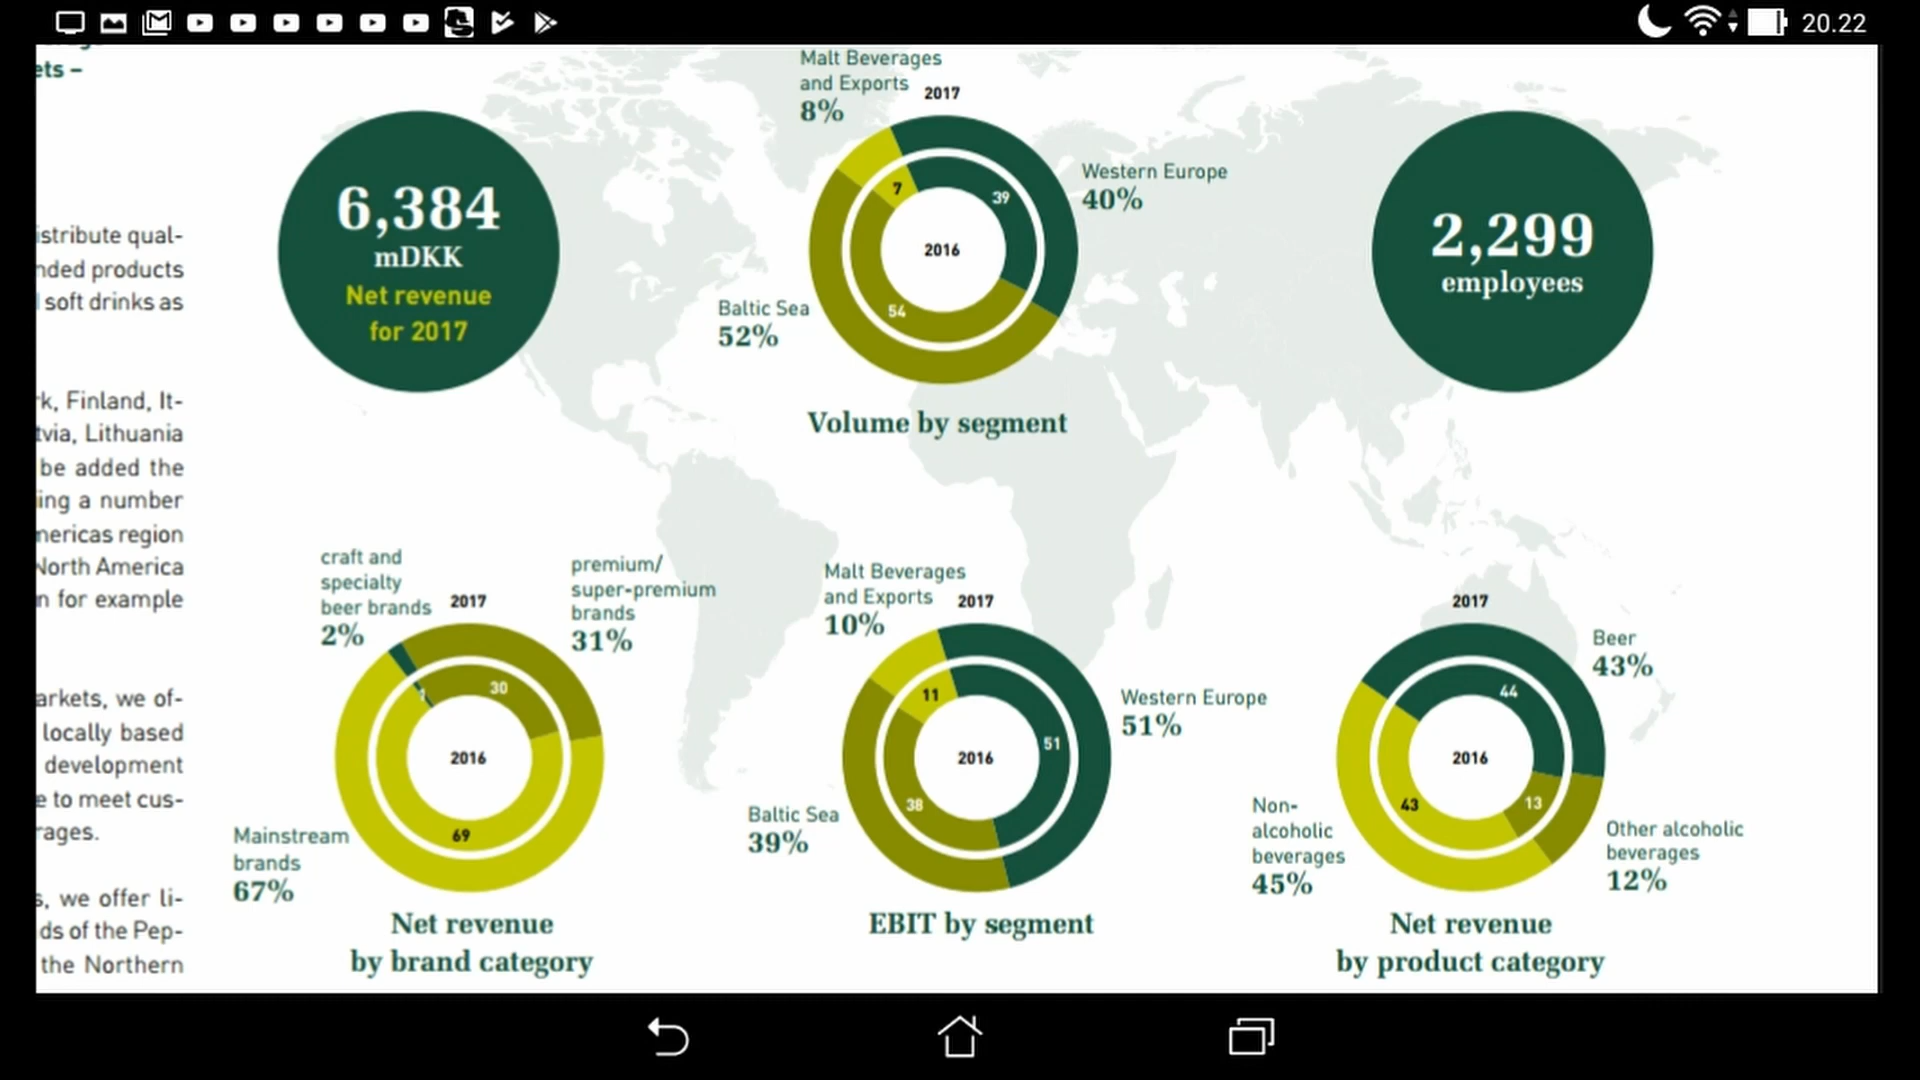 20.22
ets –
istribute qual-
nded products
soft drinks as
rk, Finland, It-
tvia, Lithuania
be added the
ing a number
mericas region
North America
n for example
arkets, we of-
locally based
development
e to meet cus-
rages.
s, we offer li-
ds of the Pep-
the Northern
6,384
mDKK
Net revenue
for 2017
Malt Beverages
and Exports
8%
2017
Western Europe
40%
7
39
2016
54
Baltic Sea
52%
Volume by segment
2,299
employees
craft and
specialty
beer brands
2%
2017
premium/
super-premium
brands
31%
30
2016
69
Mainstream
brands
67%
Net revenue
by brand category
Malt Beverages
and Exports
10%
2017
Western Europe
51%
11
51
2016
38
Baltic Sea
39%
EBIT by segment
2017
Beer
43%
44
2016
43
13
Non-
alcoholic
beverages
45%
Other alcoholic
beverages
12%
Net revenue
by product category